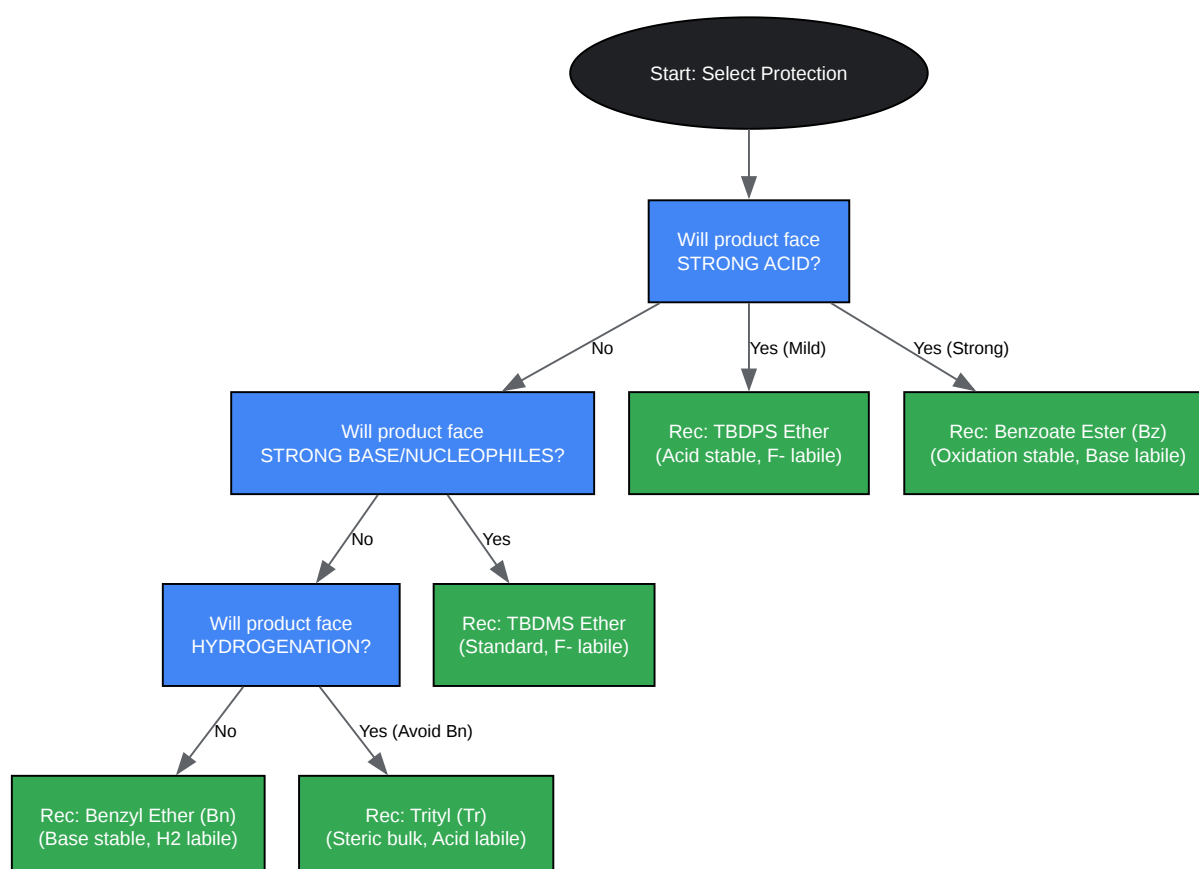 Start: Select Protection
Will product face
STRONG ACID?
No
Yes (Mild)
Yes (Strong)
Will product face
STRONG BASE/NUCLEOPHILES?
Rec: TBDPS Ether
(Acid stable, F- labile)
Rec: Benzoate Ester (Bz)
(Oxidation stable, Base labile)
No
Yes
Will product face
HYDROGENATION?
Rec: TBDMS Ether
(Standard, F- labile)
No
Yes (Avoid Bn)
Rec: Benzyl Ether (Bn)
(Base stable, H2 labile)
Rec: Trityl (Tr)
(Steric bulk, Acid labile)